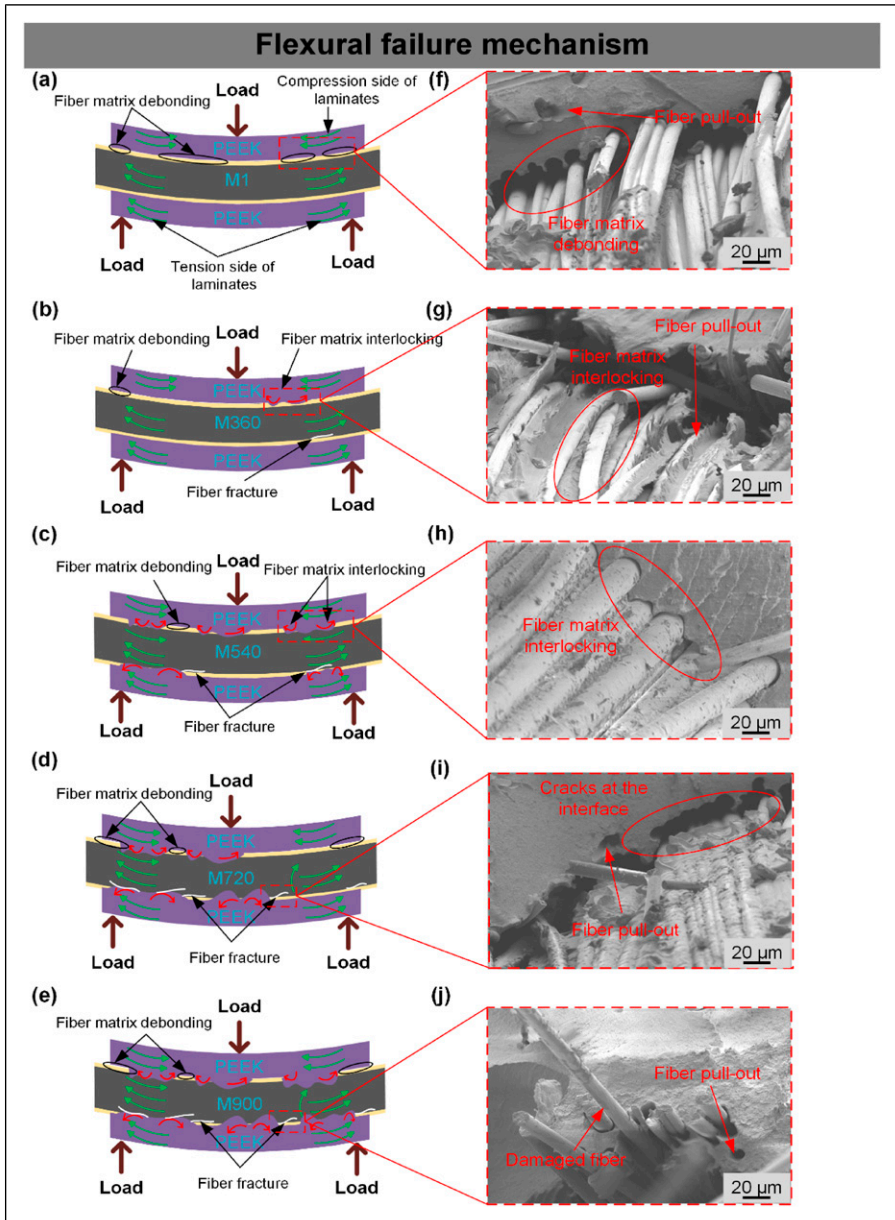 Flexural failure mechanism
(a)
Load
Compression side of
laminates
Fiber matrix debonding
PEEK
M1
PEEK
Load
Load
Tension side of
laminates
(f)
Fiber pull-out
Fiber matrix
debonding
20 µm
(b)
Fiber matrix debonding
Load
Fiber matrix interlocking
PEEK
M360
PEEK
Fiber fracture
Load
Load
(g)
Fiber pull-out
Fiber matrix
interlocking
20 µm
(c)
Fiber matrix debonding
Load
Fiber matrix interlocking
PEEK
M540
PEEK
Load
Load
Fiber fracture
(h)
Fiber matrix
interlocking
20 µm
(d)
Load
Fiber matrix debonding
PEEK
M720
PEEK
Load
Load
Fiber fracture
(i)
Cracks at the
interface
Fiber pull-out
20 µm
(e)
Load
Fiber matrix debonding
PEEK
M900
PEEK
Load
Load
Fiber fracture
(j)
Fiber pull-out
Damaged fiber
20 µm